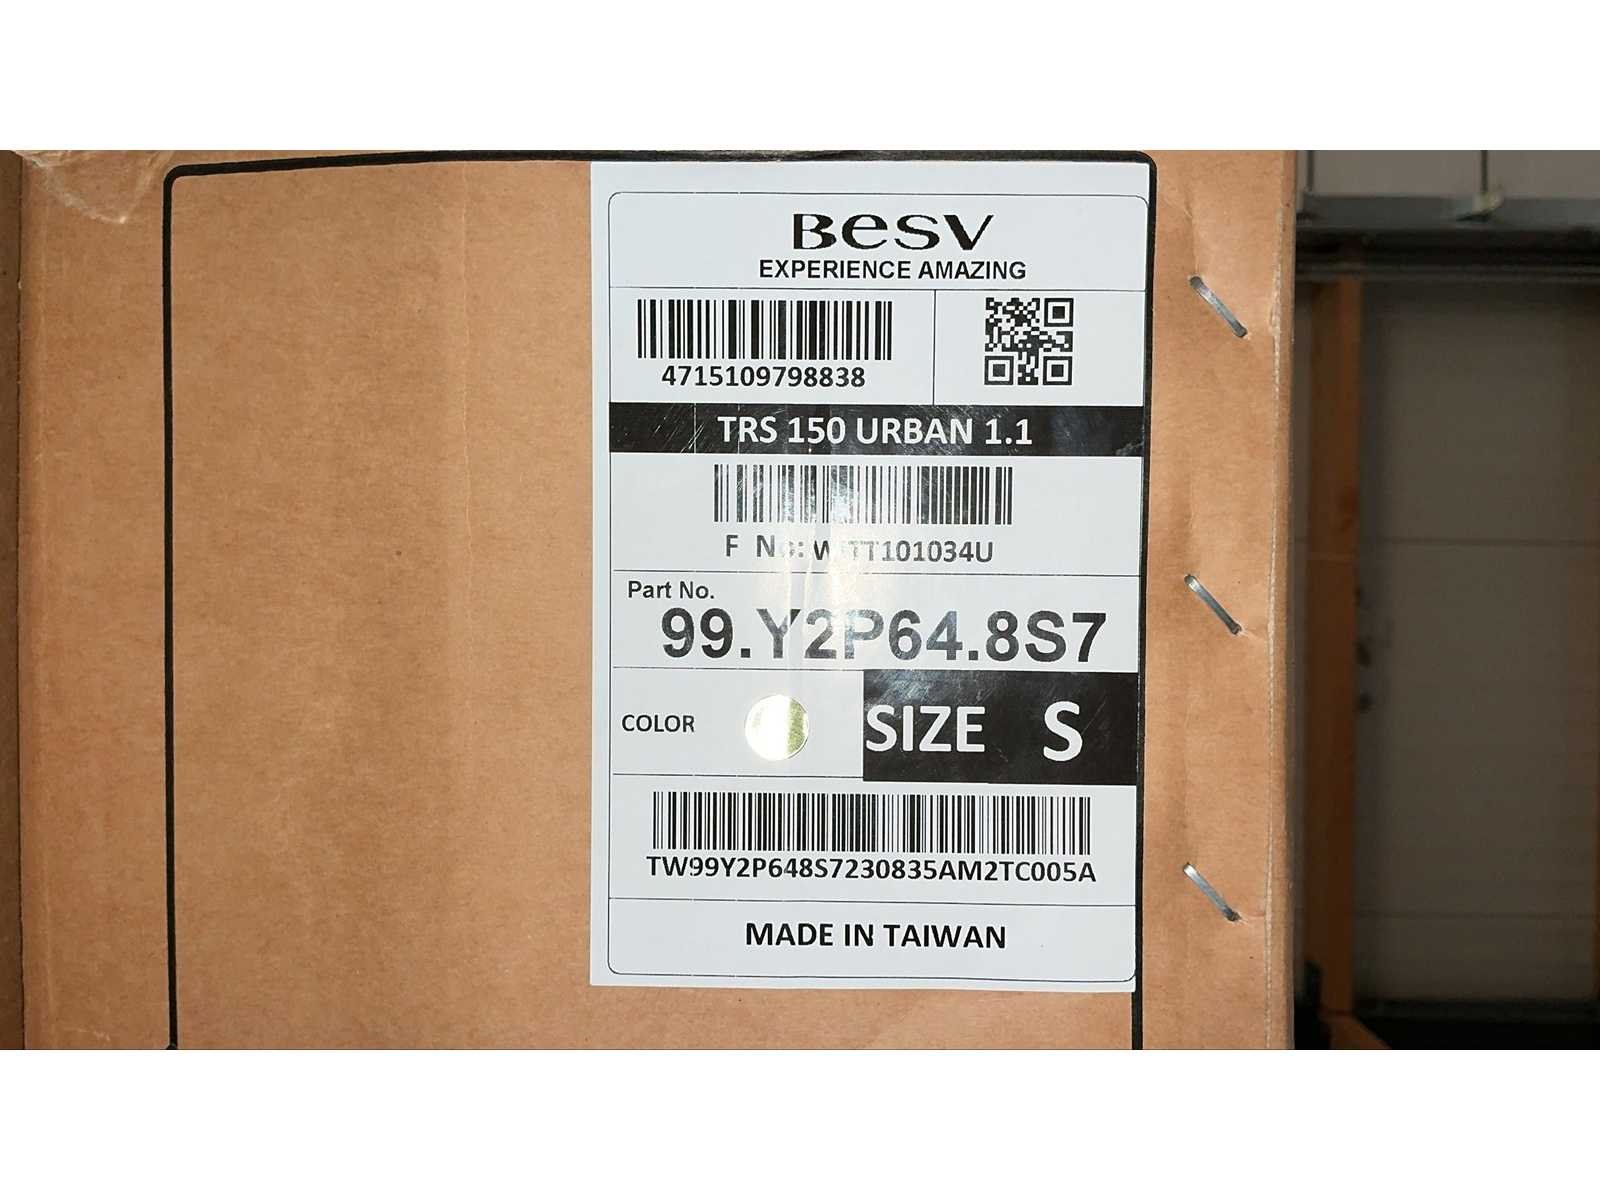 BESV
EXPERIENCE AMAZING
4715109798838
TRS 150 URBAN 1.1
F No:
Part No.
99.Y2P64.8S7
COLOR
SIZE S
TW99Y2P648S7230835AM2TC005A
MADE IN TAIWAN